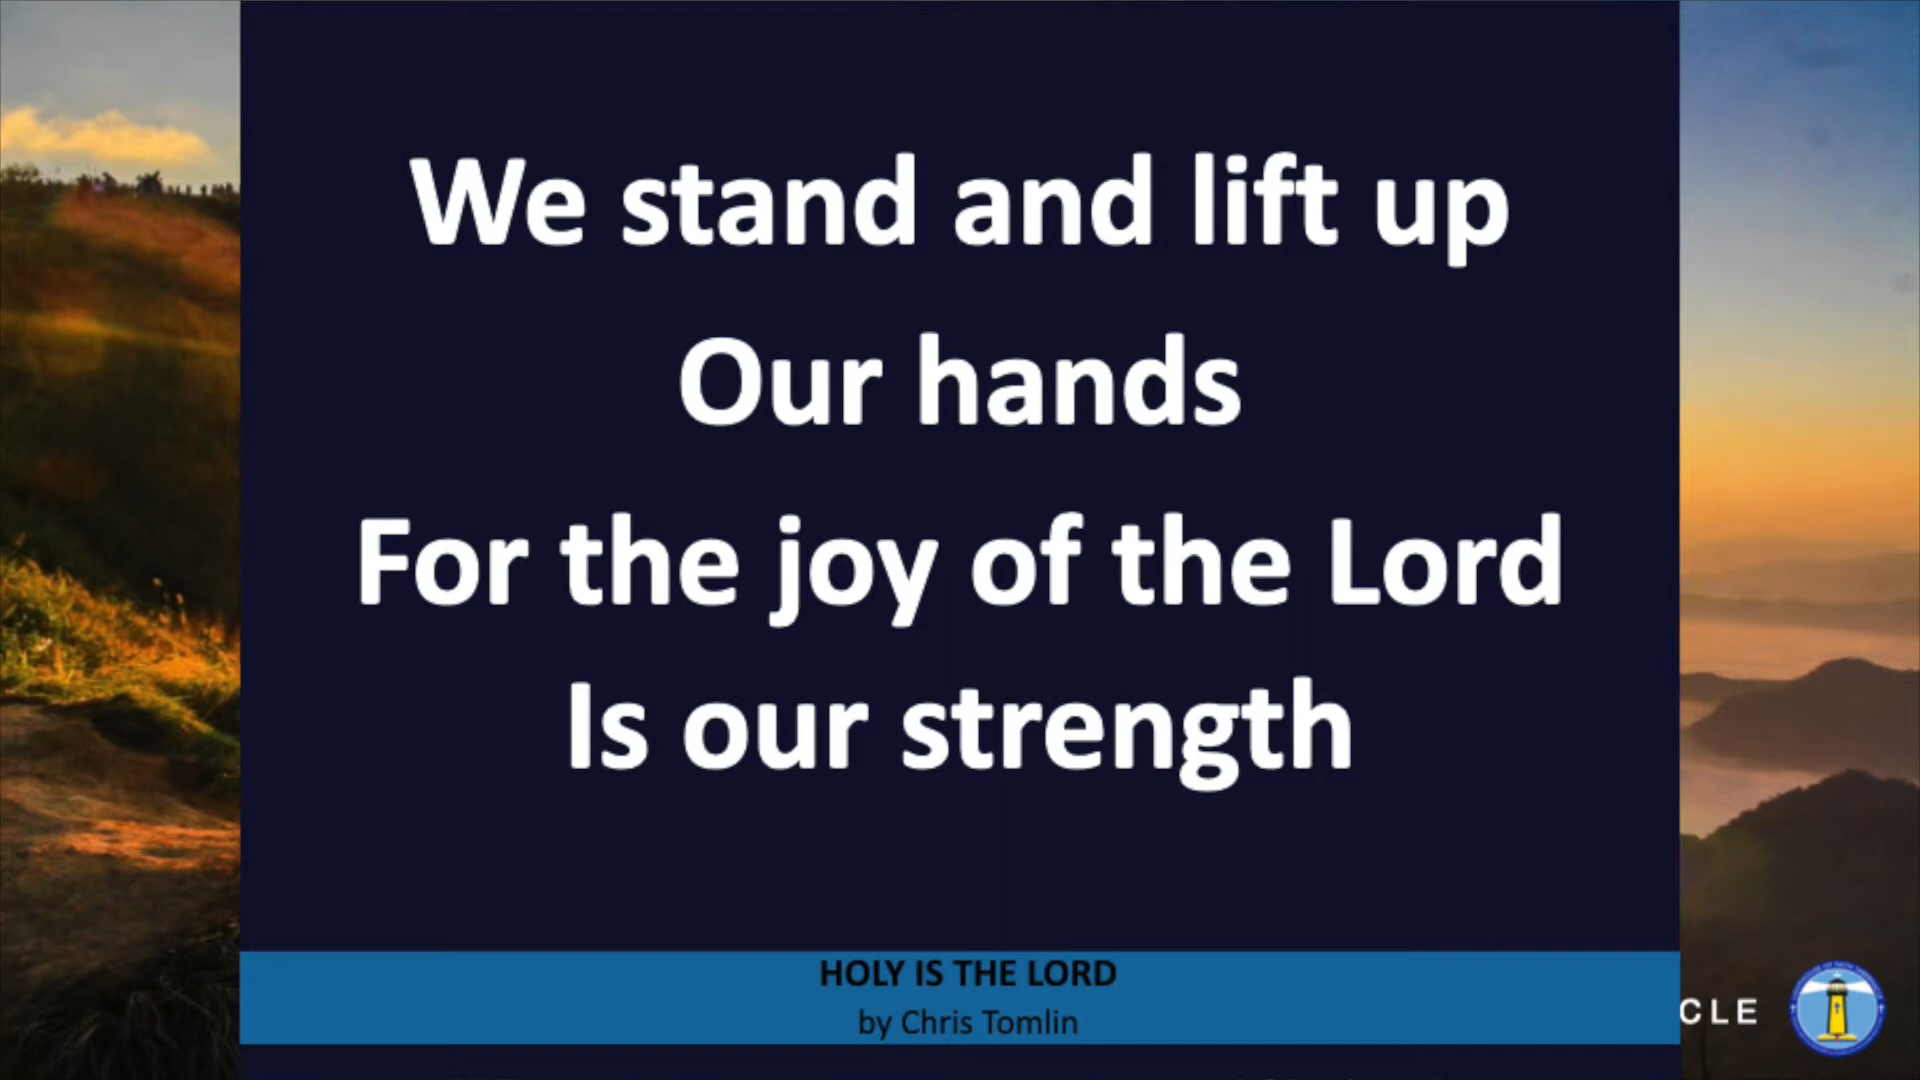 We stand and lift up
Our hands
For the joy of the Lord
Is our strength
HOLY IS THE LORD
by Chris Tomlin
CLE